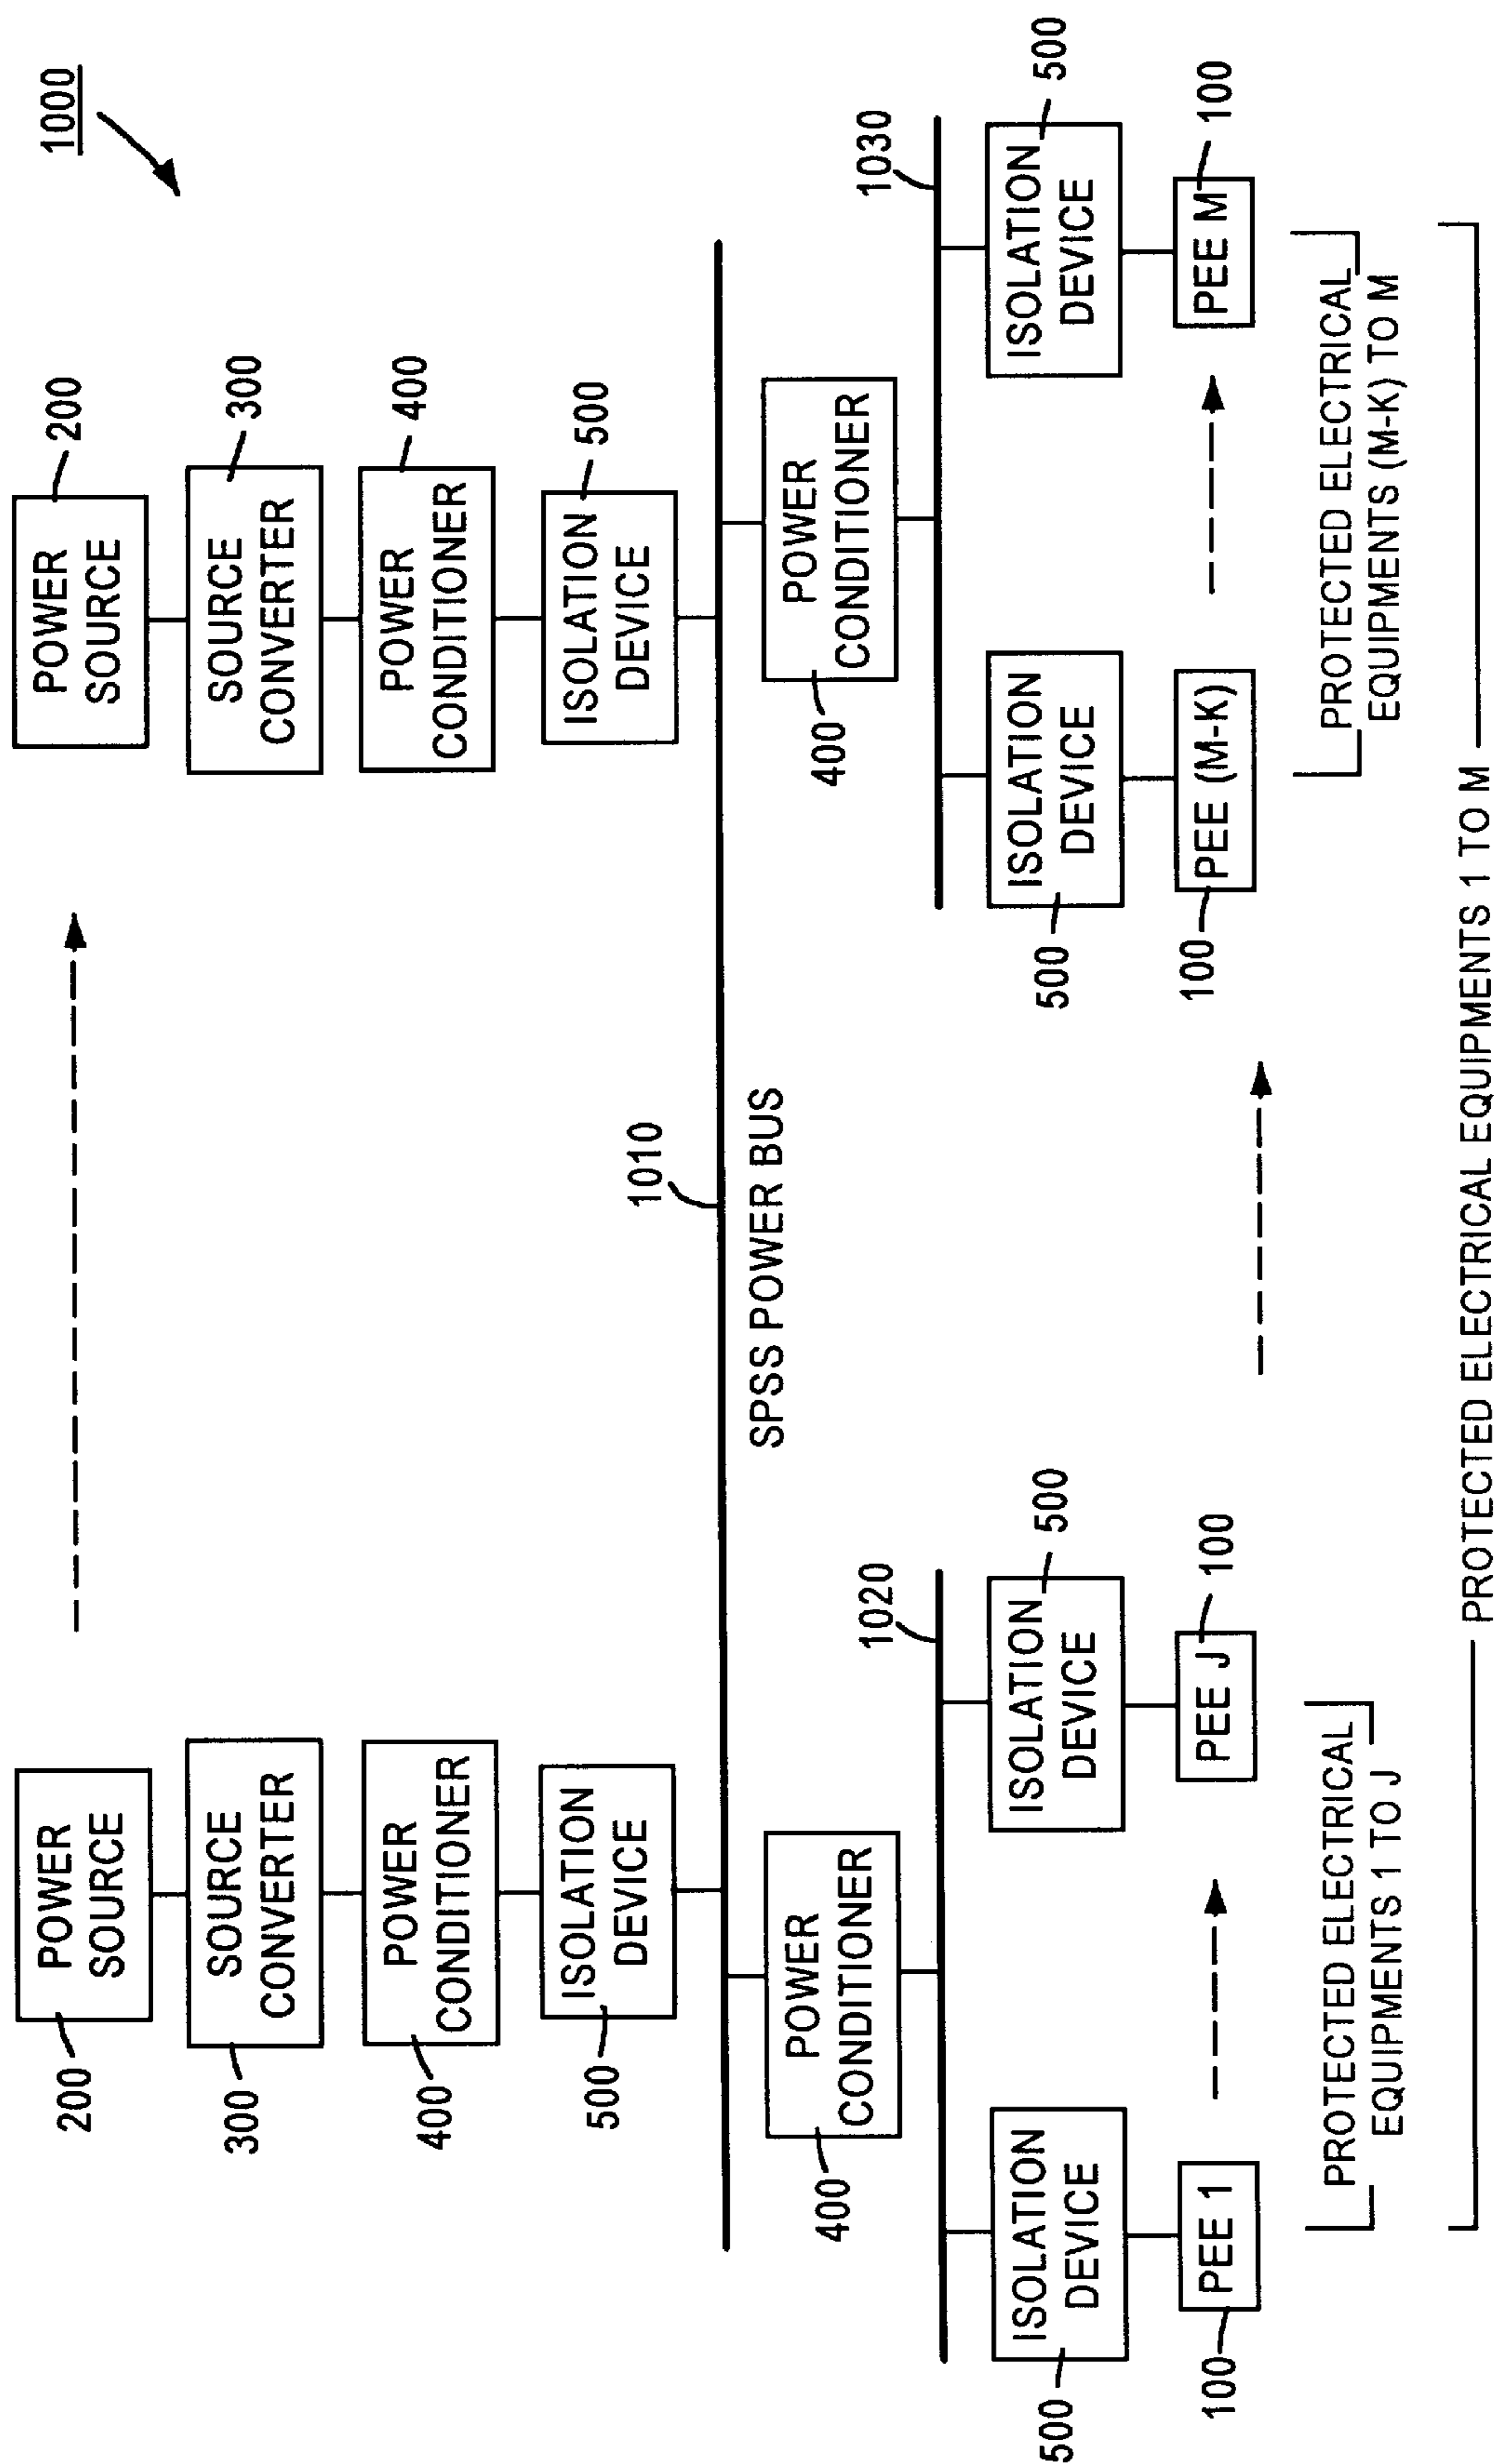 1000
POWER
SOURCE
200
POWER
SOURCE
200
SOURCE
CONVERTER
300
SOURCE
CONVERTER
300
POWER
CONDITIONER
400
POWER
CONDITIONER
400
ISOLATION
DEVICE
500
ISOLATION
DEVICE
500
1010
SPSS POWER BUS
POWER
CONDITIONER
400
POWER
CONDITIONER
400
1020
1030
ISOLATION
DEVICE
500
ISOLATION
DEVICE
500
ISOLATION
DEVICE
500
ISOLATION
DEVICE
500
PEE 1
100
PEE J
100
PEE (M-K)
100
PEE M
100
PROTECTED ELECTRICAL
EQUIPMENTS 1 TO J
PROTECTED ELECTRICAL
EQUIPMENTS (M-K) TO M
PROTECTED ELECTRICAL EQUIPMENTS 1 TO M